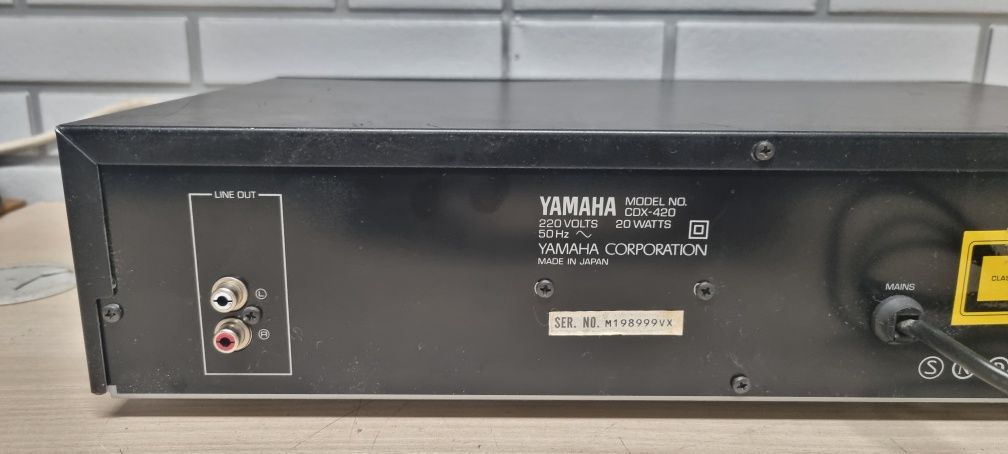 LINE OUT
L
R
YAMAHA MODEL NO.
CDX-420
220 VOLTS 20 WATTS
50 Hz ~
YAMAHA CORPORATION
MADE IN JAPAN
SER. NO. M198999VX
MAINS
CLAS
S N D